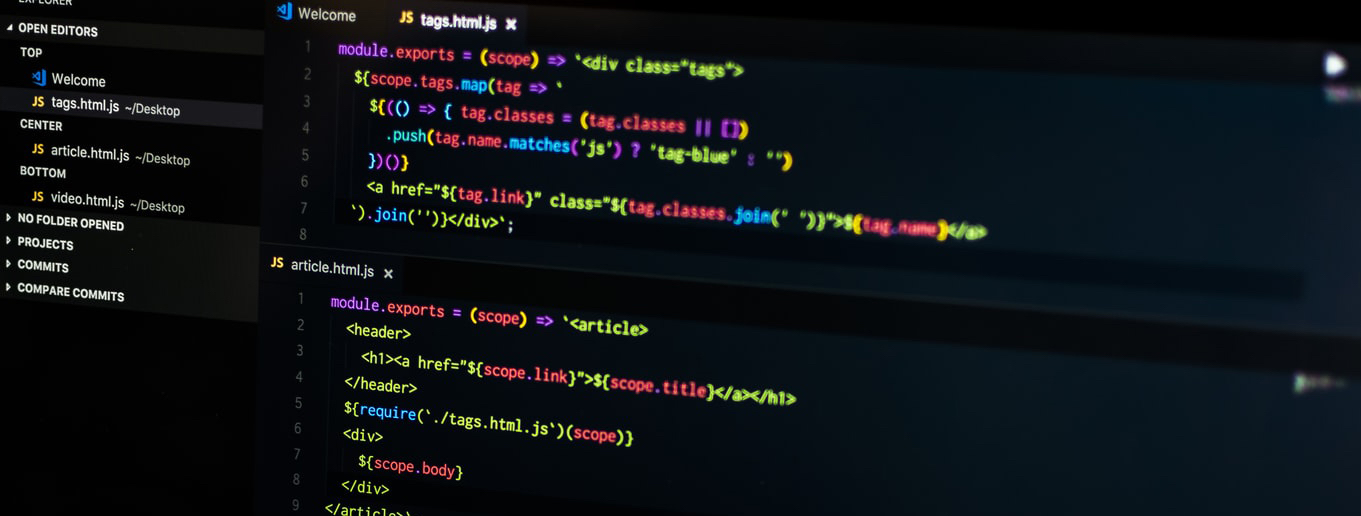 EXPLORER
OPEN EDITORS
TOP
Welcome
JS tags.html.js ~/Desktop
CENTER
JS article.html.js ~/Desktop
BOTTOM
JS video.html.js ~/Desktop
NO FOLDER OPENED
PROJECTS
COMMITS
COMPARE COMMITS
Welcome JS tags.html.js ×
1 module.exports = (scope) => `<div class="tags">
2 ${scope.tags.map(tag => `
3 ${(() => { tag.classes = (tag.classes || [])
4 .push(tag.name.matches('js') ? 'tag-blue' : '')
5 })()}
6 <a href="${tag.link}" class="${tag.classes.join(' ')}">${tag.name}</a>
7 `).join('')}</div>`;
8
JS article.html.js ×
1 module.exports = (scope) => `<article>
2 <header>
3 <h1><a href="${scope.link}">${scope.title}</a></h1>
4 </header>
5 ${require(`./tags.html.js`)(scope)}
6 <div>
7 ${scope.body}
8 </div>
9 </article>`